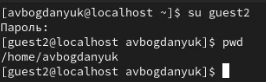 [avbogdanyuk@localhost ~]$ su guest2
Пароль:
[guest2@localhost avbogdanyuk]$ pwd
/home/avbogdanyuk
[guest2@localhost avbogdanyuk]$